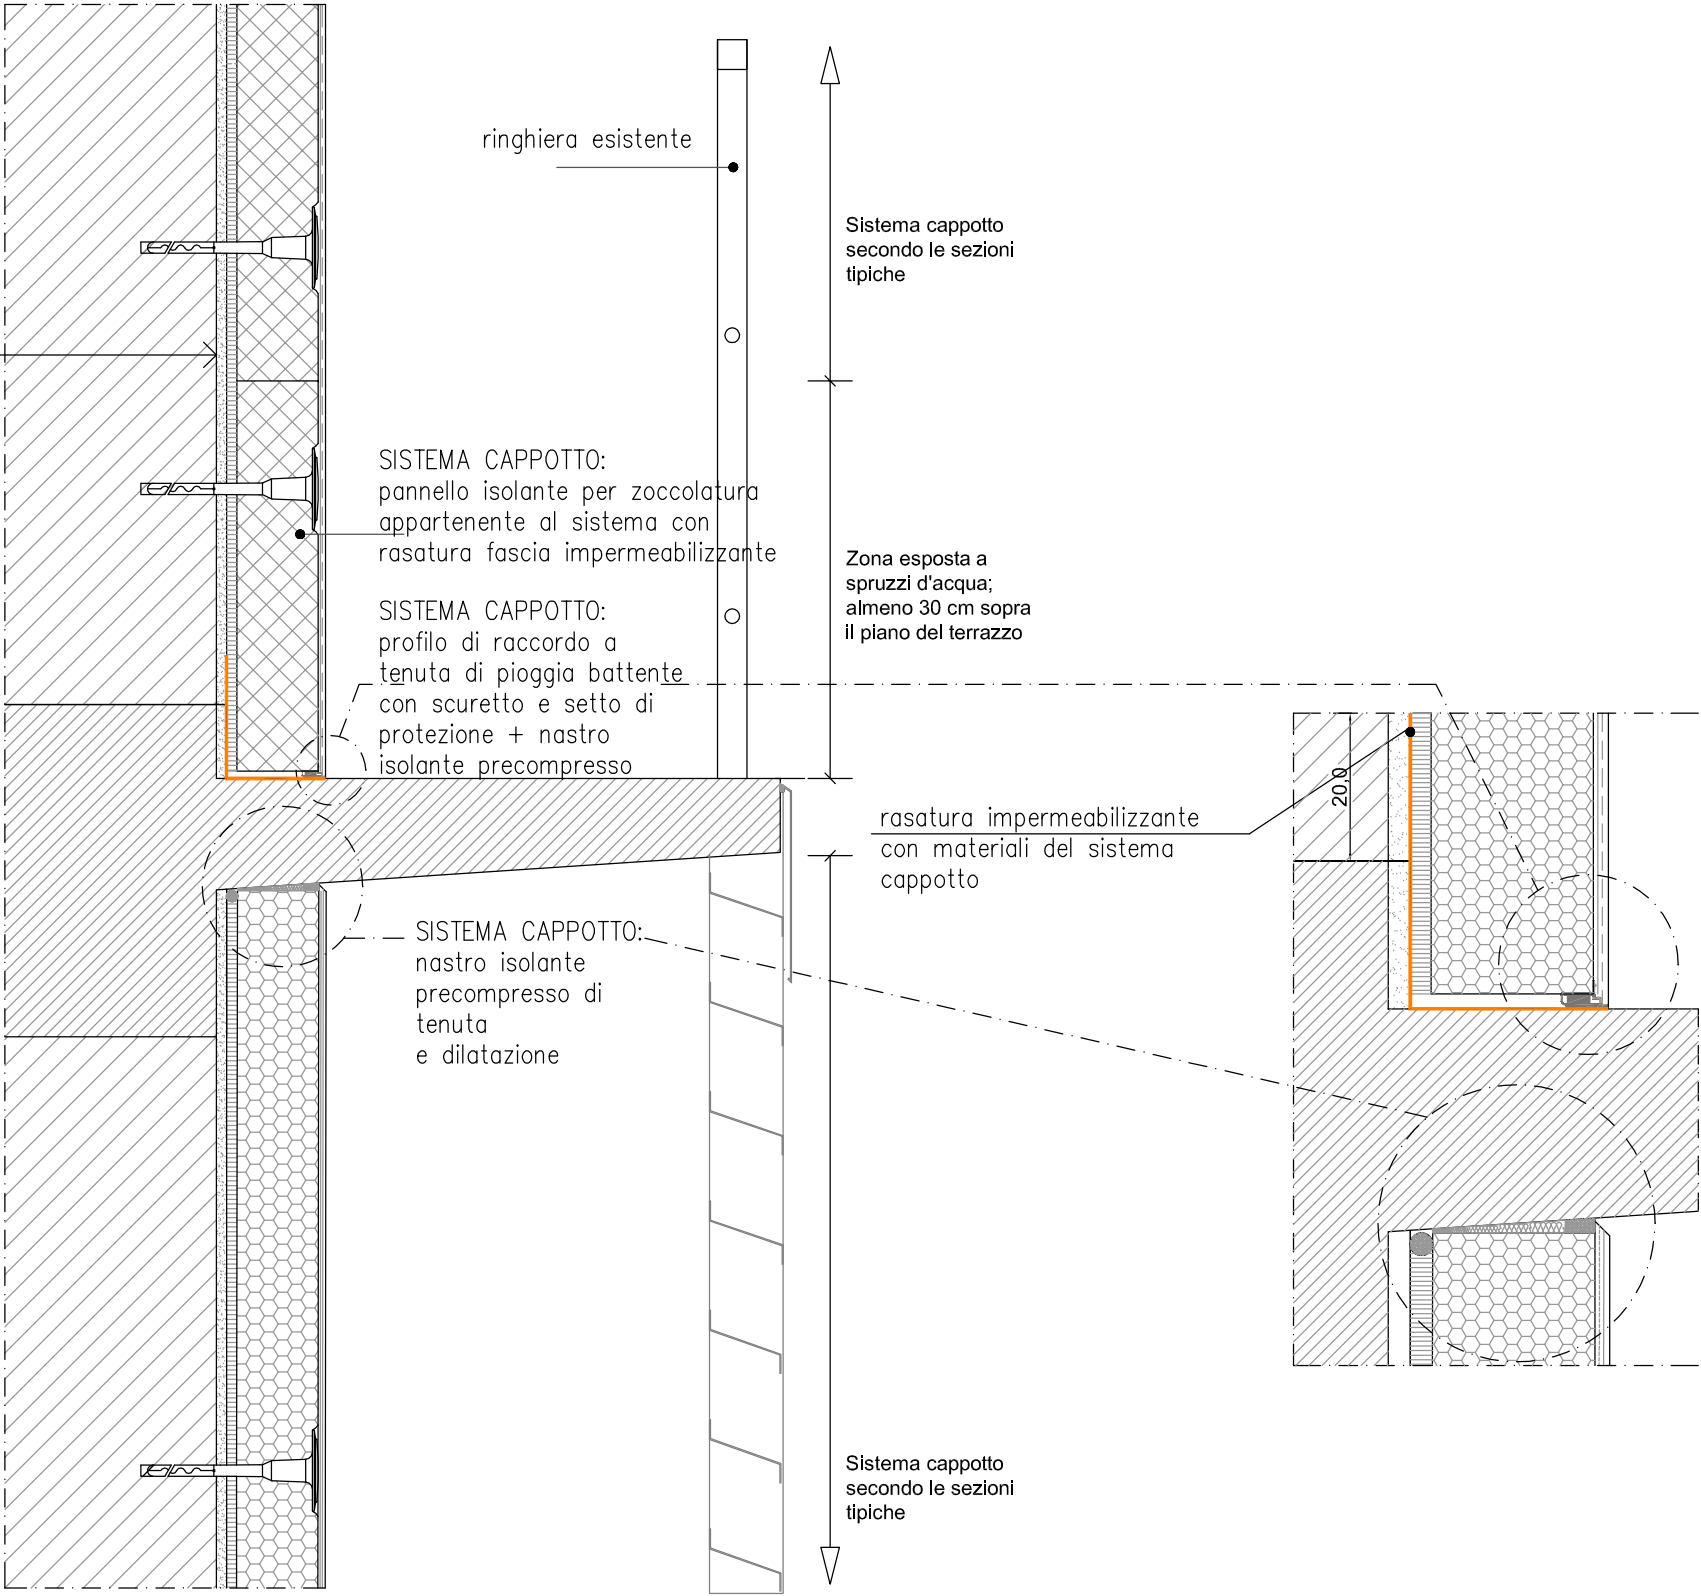 ringhiera esistente
Sistema cappotto
secondo le sezioni
tipiche
SISTEMA CAPPOTTO:
pannello isolante per zoccolatura
appartenente al sistema con
rasatura fascia impermeabilizzante
Zona esposta a
spruzzi d'acqua;
almeno 30 cm sopra
il piano del terrazzo
SISTEMA CAPPOTTO:
profilo di raccordo a
tenuta di pioggia battente
con scuretto e setto di
protezione + nastro
isolante precompresso
20,0
rasatura impermeabilizzante
con materiali del sistema
cappotto
SISTEMA CAPPOTTO:
nastro isolante
precompresso di
tenuta
e dilatazione
Sistema cappotto
secondo le sezioni
tipiche